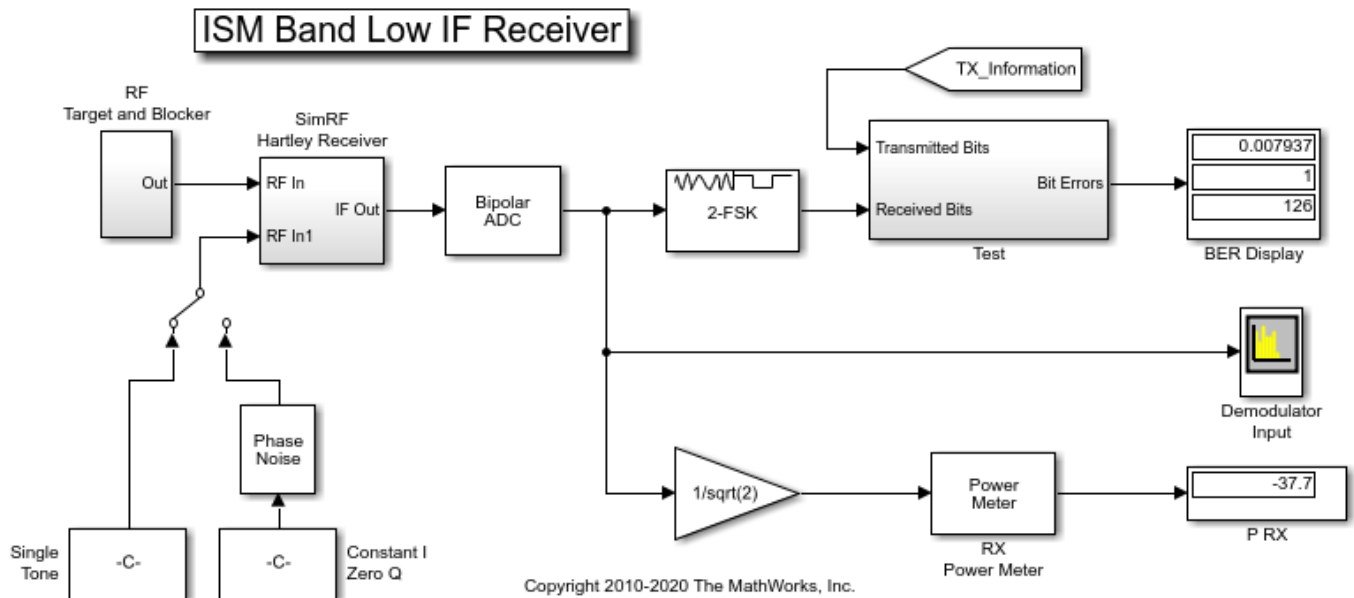 ISM Band Low IF Receiver
TX_Information
RF
Target and Blocker
Out
SimRF
Hartley Receiver
RF In
IF Out
RF In1
Bipolar
ADC
2-FSK
Transmitted Bits
Bit Errors
Received Bits
Test
0.007937
1
126
BER Display
Demodulator
Input
Phase
Noise
1/sqrt(2)
Power
Meter
RX
Power Meter
-37.7
P RX
Single
Tone
-C-
-C-
Constant I
Zero Q
Copyright 2010-2020 The MathWorks, Inc.